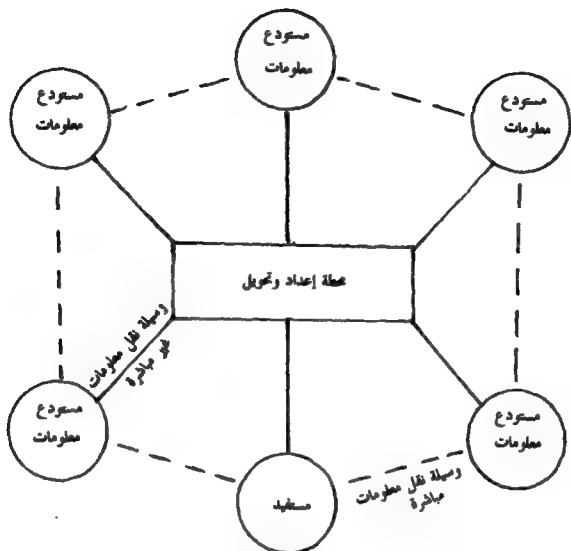 مستودع
معلومات
مستودع
معلومات
مستودع
معلومات
محطة إعداد وتحويل
وسيلة نقل معلومات
غير مباشرة
مستودع
معلومات
مستودع
معلومات
وسيلة نقل معلومات
مباشرة
مستفيد